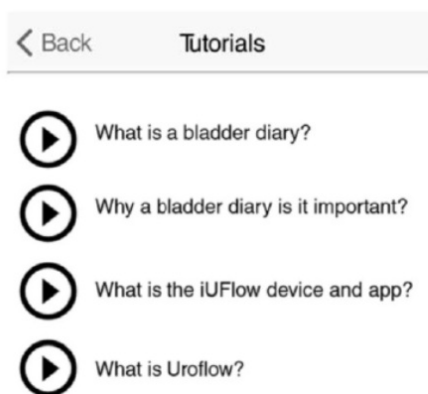 Back Tutorials
What is a bladder diary?
Why a bladder diary is it important?
What is the iUFlow device and app?
What is Uroflow?